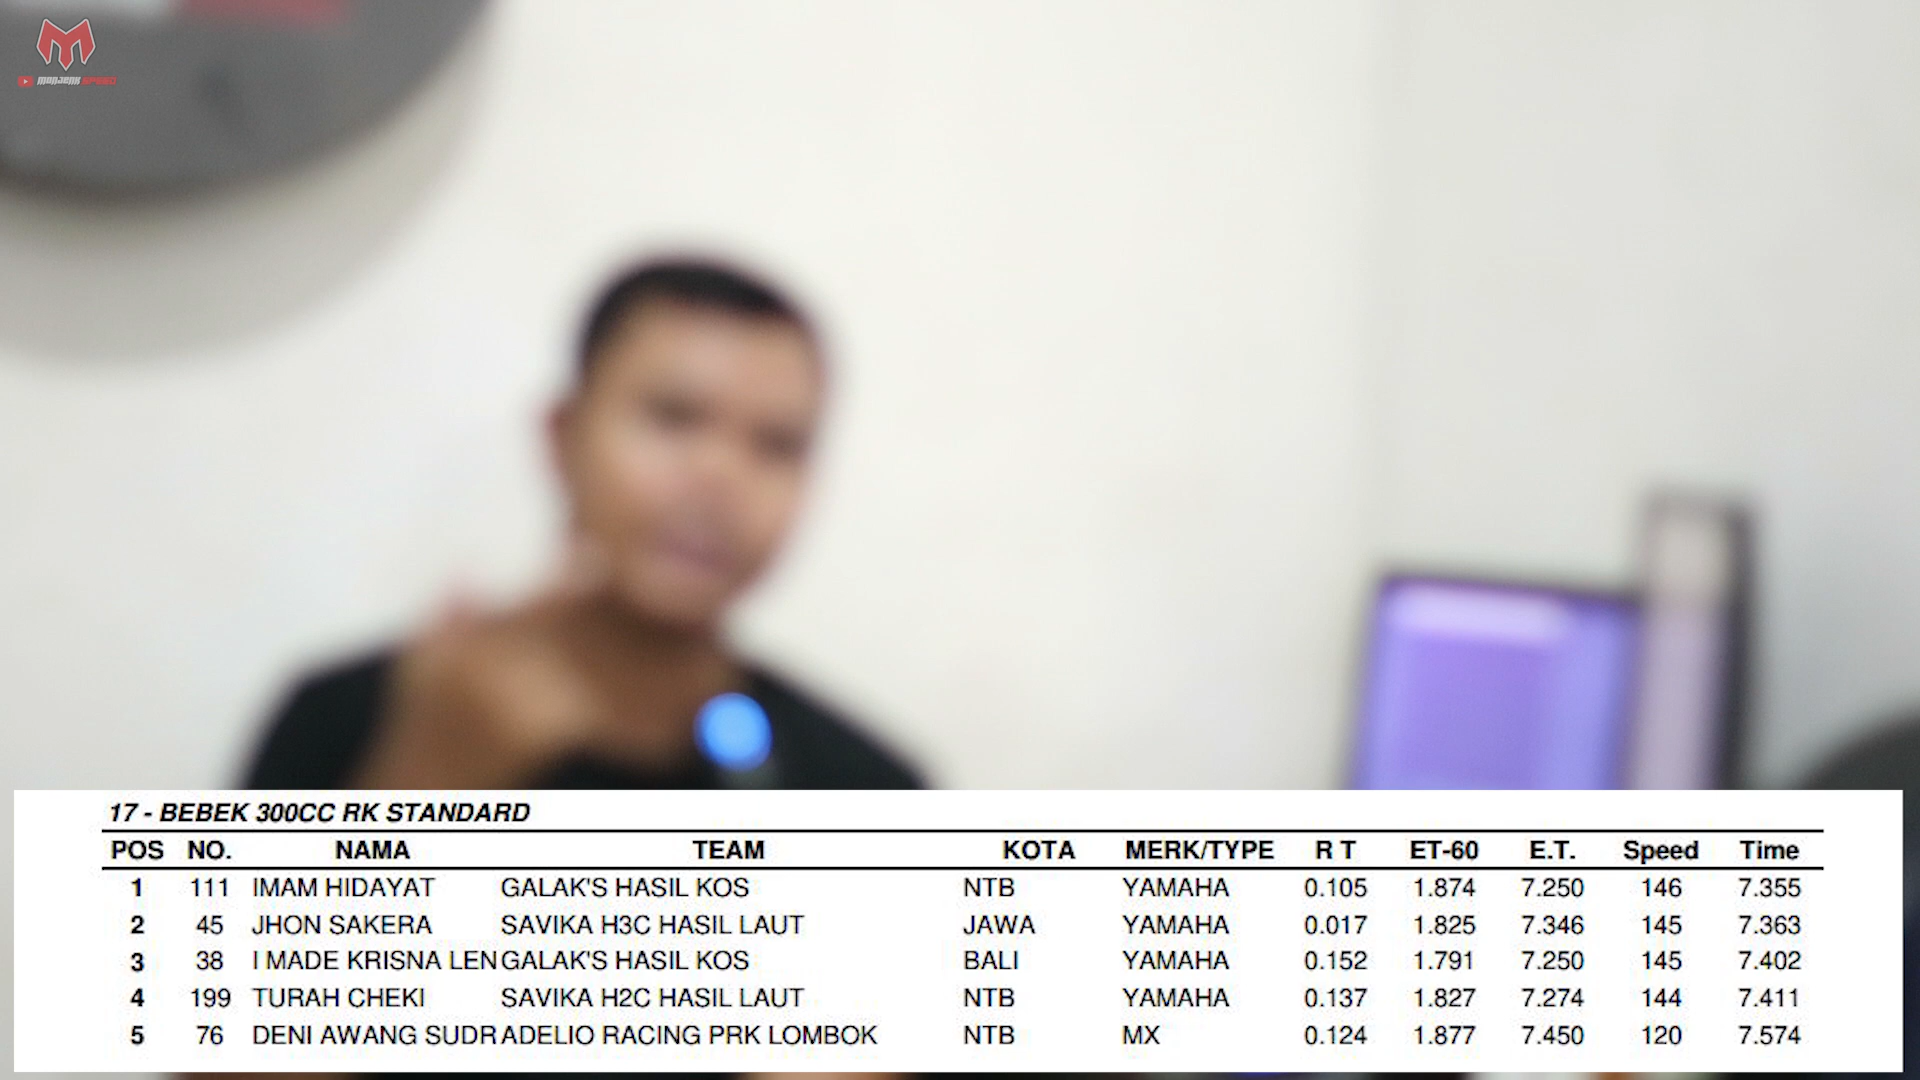 MORJERK SPEED
17 - BEBEK 300CC RK STANDARD
POS NO. NAMA TEAM KOTA MERK/TYPE R T ET-60 E.T. Speed Time
1 111 IMAM HIDAYAT GALAK'S HASIL KOS NTB YAMAHA 0.105 1.874 7.250 146 7.355
2 45 JHON SAKERA SAVIKA H3C HASIL LAUT JAWA YAMAHA 0.017 1.825 7.346 145 7.363
3 38 I MADE KRISNA LEN GALAK'S HASIL KOS BALI YAMAHA 0.152 1.791 7.250 145 7.402
4 199 TURAH CHEKI SAVIKA H2C HASIL LAUT NTB YAMAHA 0.137 1.827 7.274 144 7.411
5 76 DENI AWANG SUDR ADELIO RACING PRK LOMBOK NTB MX 0.124 1.877 7.450 120 7.574